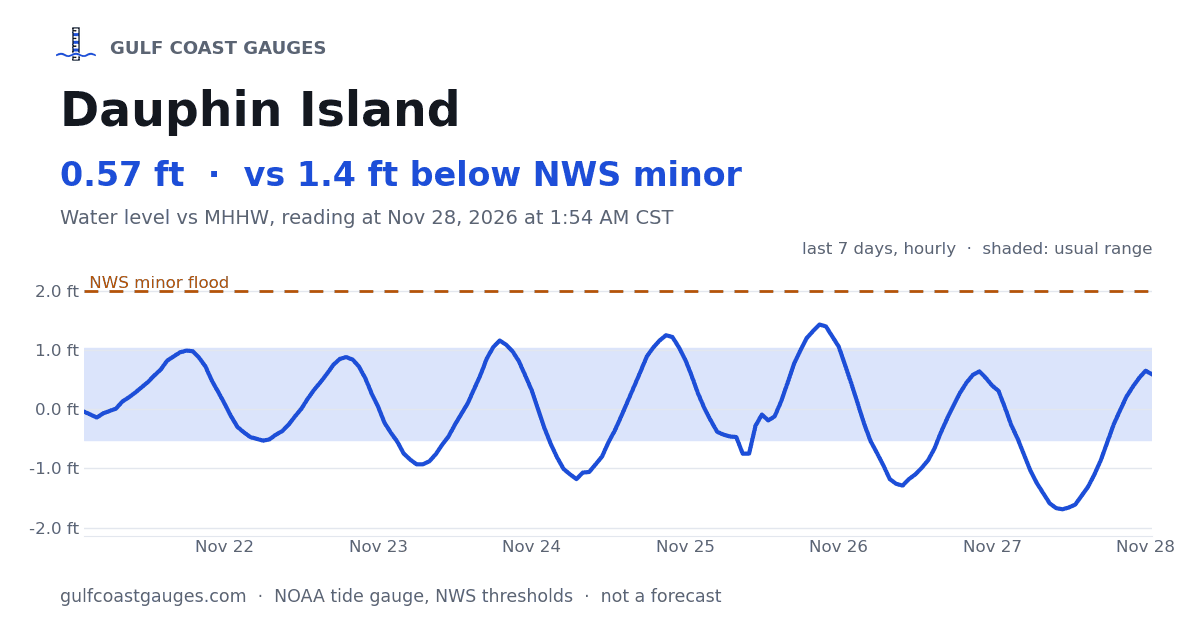 GULF COAST GAUGES
Dauphin Island
0.57 ft · vs 1.4 ft below NWS minor
Water level vs MHHW, reading at Nov 28, 2026 at 1:54 AM CST
last 7 days, hourly · shaded: usual range
NWS minor flood
2.0 ft
1.0 ft
0.0 ft
-1.0 ft
-2.0 ft
Nov 22 Nov 23 Nov 24 Nov 25 Nov 26 Nov 27 Nov 28
gulfcoastgauges.com · NOAA tide gauge, NWS thresholds · not a forecast